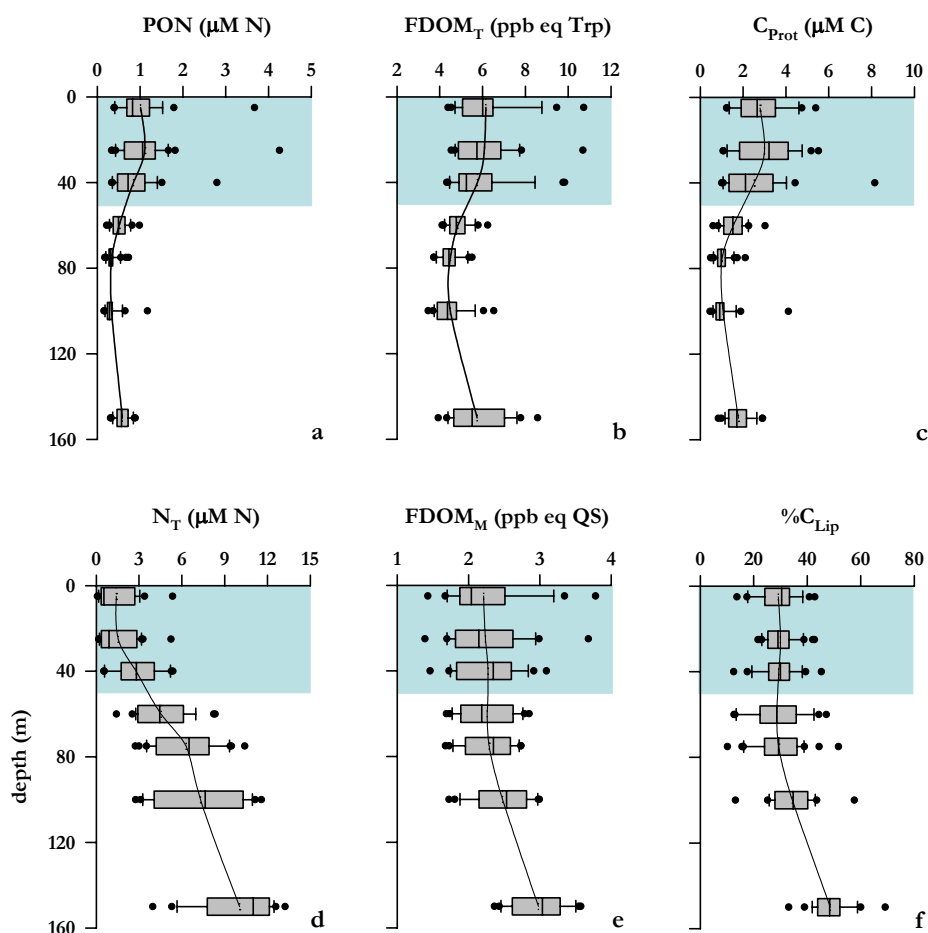 PON (μM N)
FDOM_T (ppb eq Trp)
C_Prot (μM C)
0 1 2 3 4 5
2 4 6 8 10 12
0 2 4 6 8 10
0
40
80
120
160
a
b
c
N_T (μM N)
FDOM_M (ppb eq QS)
%C_Lip
0 3 6 9 12 15
1 2 3 4
0 20 40 60 80
0
40
80
120
160
depth (m)
d
e
f